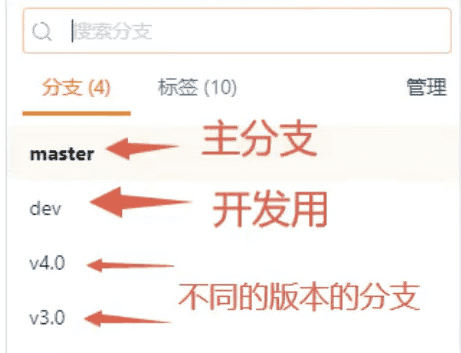 搜索分支
分支 (4) 标签 (10) 管理
master 主分支
dev 开发用
v4.0
不同的版本的分支
v3.0